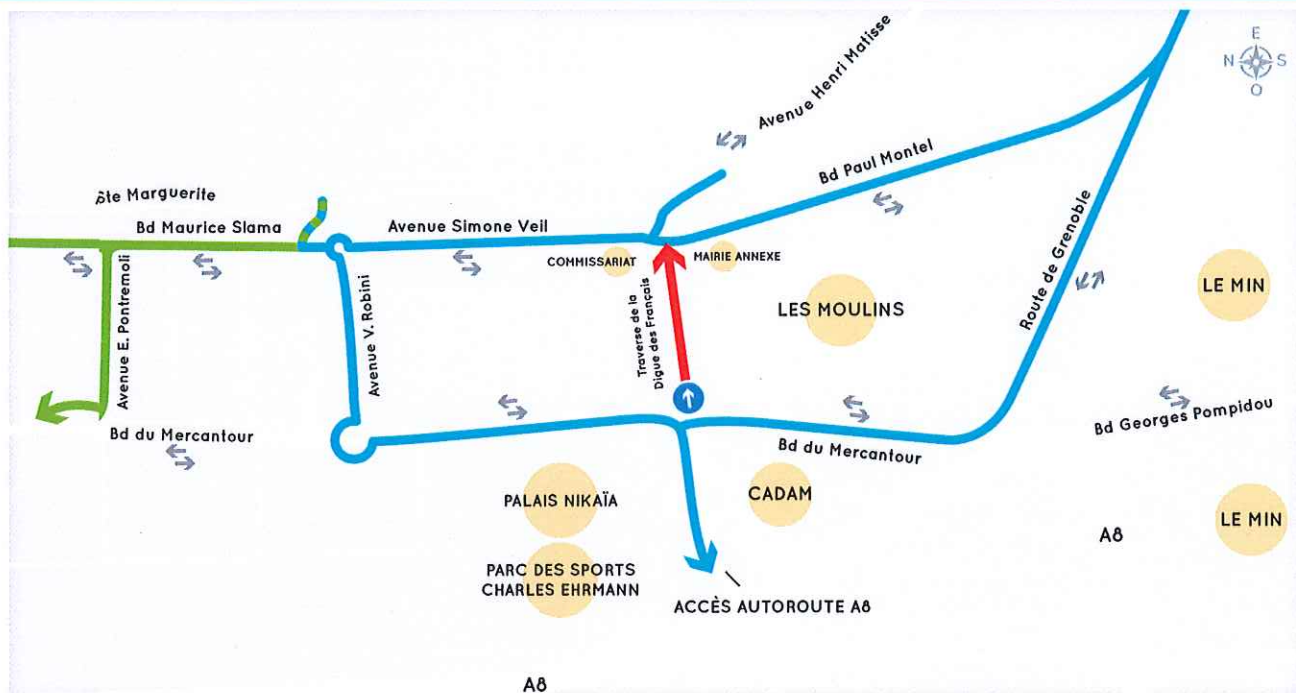 E
N S
O
Avenue Henri Matisse
Bd Paul Montel
ôte Marguerite
Bd Maurice Slama
Avenue Simone Veil
COMMISSARIAT
MAIRIE ANNEXE
Avenue E. Pontremoli
Avenue V. Robini
Traverse de la
Digue des Français
LES MOULINS
Route de Grenoble
LE MIN
Bd du Mercantour
Bd du Mercantour
Bd Georges Pompidou
PALAIS NIKAÏA
CADAM
LE MIN
A8
PARC DES SPORTS
CHARLES EHRMANN
ACCÈS AUTOROUTE A8
A8